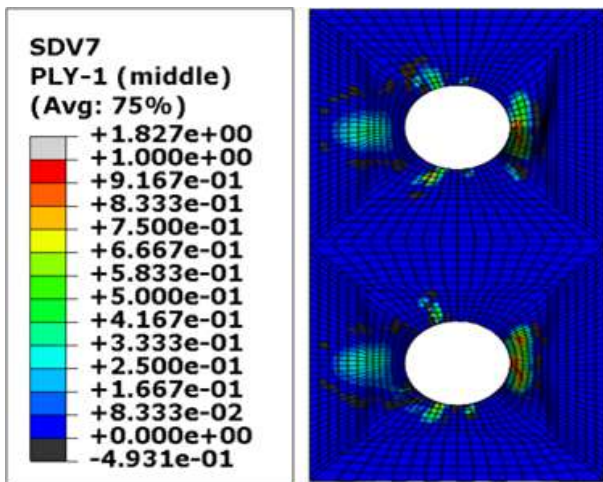 SDV7
PLY-1 (middle)
(Avg: 75%)
+1.827e+00
+1.000e+00
+9.167e-01
+8.333e-01
+7.500e-01
+6.667e-01
+5.833e-01
+5.000e-01
+4.167e-01
+3.333e-01
+2.500e-01
+1.667e-01
+8.333e-02
+0.000e+00
-4.931e-01